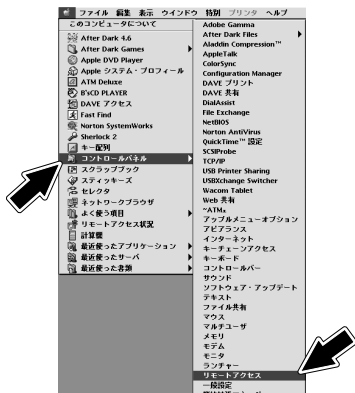 ファイル 編集 表示 ウインドウ 特別 プリンタ ヘルプ
このコンピュータについて
After Dark 4.6
After Dark Games
Apple DVD Player
Apple システム・プロフィール
ATM Deluxe
B'sCD PLAYER
DAVE アクセス
Fast Find
Norton SystemWorks
Sherlock 2
キー配列
コントロールパネル
スクラップブック
スティッキーズ
セレクタ
ネットワークブラウザ
よく使う項目
リモートアクセス状況
計算機
最近使ったアプリケーション
最近使ったサーバ
最近使った書類
Adobe Gamma
After Dark Files
Aladdin Compression™
AppleTalk
ColorSync
Configuration Manager
DAVE プリント
DAVE 共有
DialAssist
File Exchange
NetBIOS
Norton AntiVirus
QuickTime™ 設定
SCSIProbe
TCP/IP
USB Printer Sharing
USBXchange Switcher
Wacom Tablet
Web 共有
~ATM™
アップルメニューオプション
アピアランス
インターネット
キーチェーンアクセス
キーボード
コントロールバー
サウンド
ソフトウェア・アップデート
テキスト
ファイル共有
マウス
マルチユーザ
メモリ
モデム
モニタ
ランチャー
リモートアクセス
一般設定